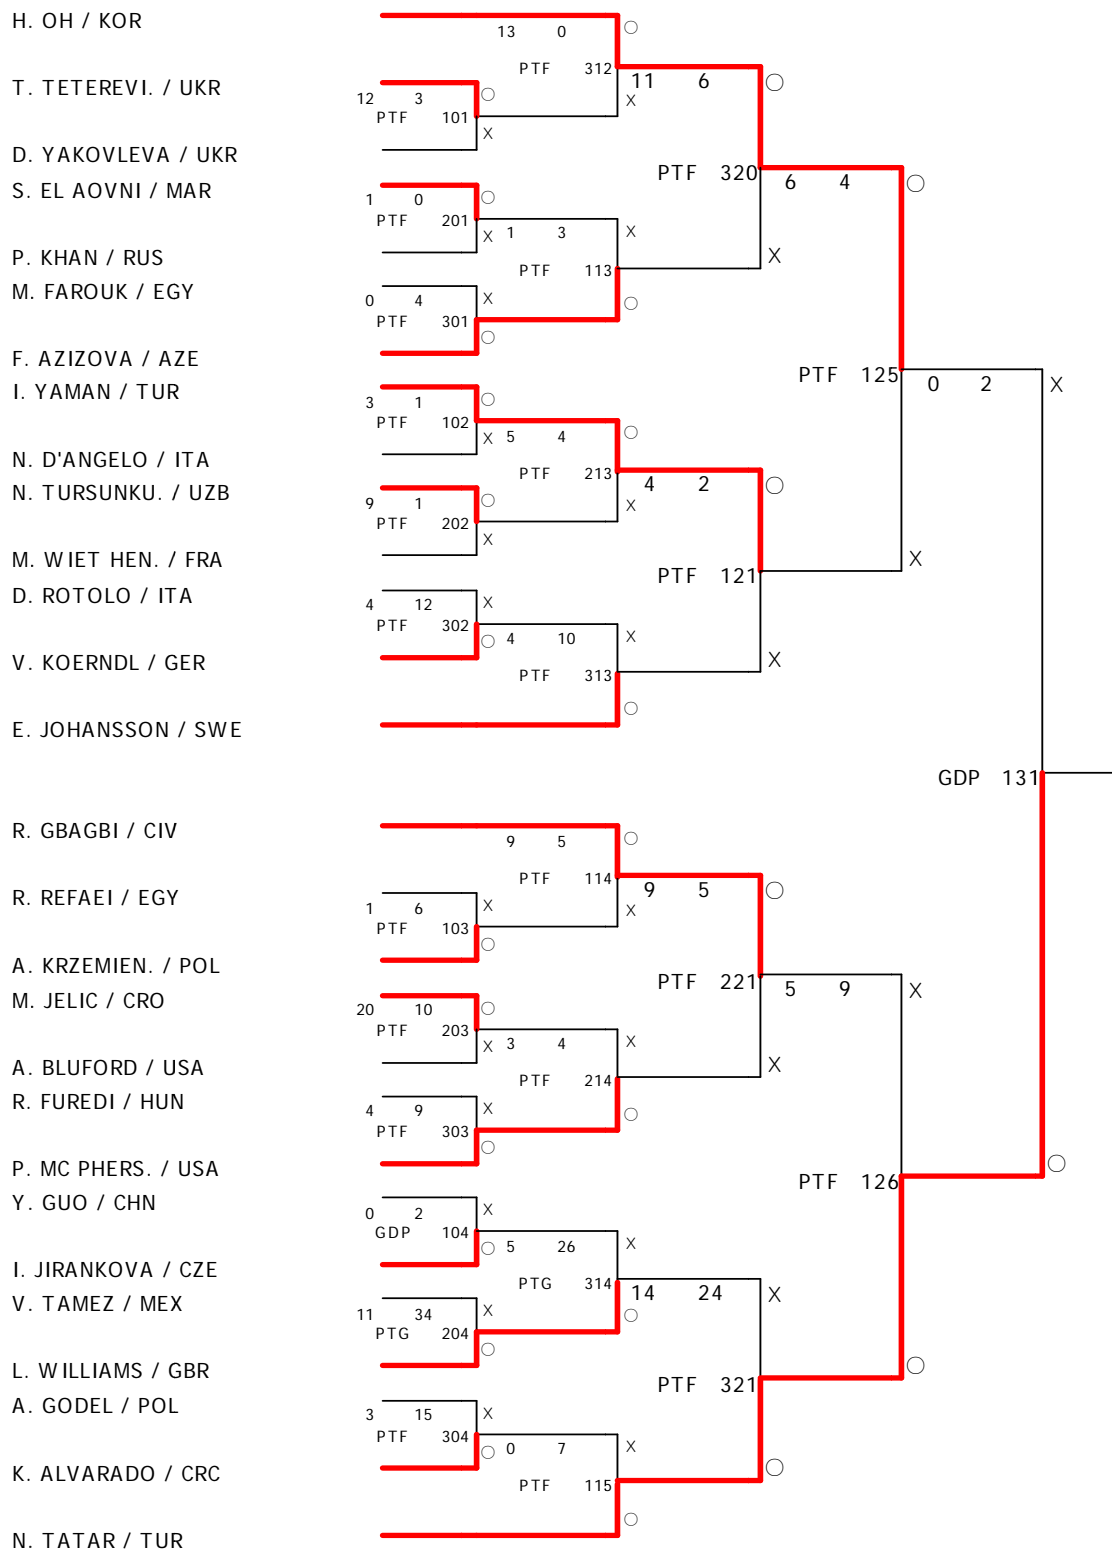 H. OH / KOR
13 0
PTF 312
T. TETEREVI. / UKR
11 6
12 3
PTF 101
X
X
D. YAKOVLEVA / UKR
PTF 320
6 4
S. EL AOVNI / MAR
1 0
PTF 201
X
1 3
X
X
P. KHAN / RUS
PTF 113
M. FAROUK / EGY
0 4
X
PTF 301
F. AZIZOVA / AZE
PTF 125
0 2
X
I. YAMAN / TUR
3 1
PTF 102
X
5 4
N. D'ANGELO / ITA
PTF 213
4 2
N. TURSUNKU. / UZB
9 1
X
PTF 202
X
M. WIET HEN. / FRA
X
PTF 121
D. ROTOLO / ITA
4 12
X
PTF 302
4 10
X
V. KOERNDL / GER
X
PTF 313
E. JOHANSSON / SWE
GDP 131
R. GBAGBI / CIV
9 5
PTF 114
9 5
R. REFAEI / EGY
1 6
X
X
PTF 103
A. KRZEMIEN. / POL
PTF 221
5 9
X
M. JELIC / CRO
20 10
PTF 203
X
3 4
X
A. BLUFORD / USA
X
PTF 214
R. FUREDI / HUN
4 9
X
PTF 303
P. MC PHERS. / USA
PTF 126
Y. GUO / CHN
0 2
X
GDP 104
5 26
X
I. JIRANKOVA / CZE
PTG 314
14 24
X
V. TAMEZ / MEX
11 34
X
PTG 204
L. WILLIAMS / GBR
PTF 321
A. GODEL / POL
3 15
X
PTF 304
0 7
X
K. ALVARADO / CRC
PTF 115
N. TATAR / TUR